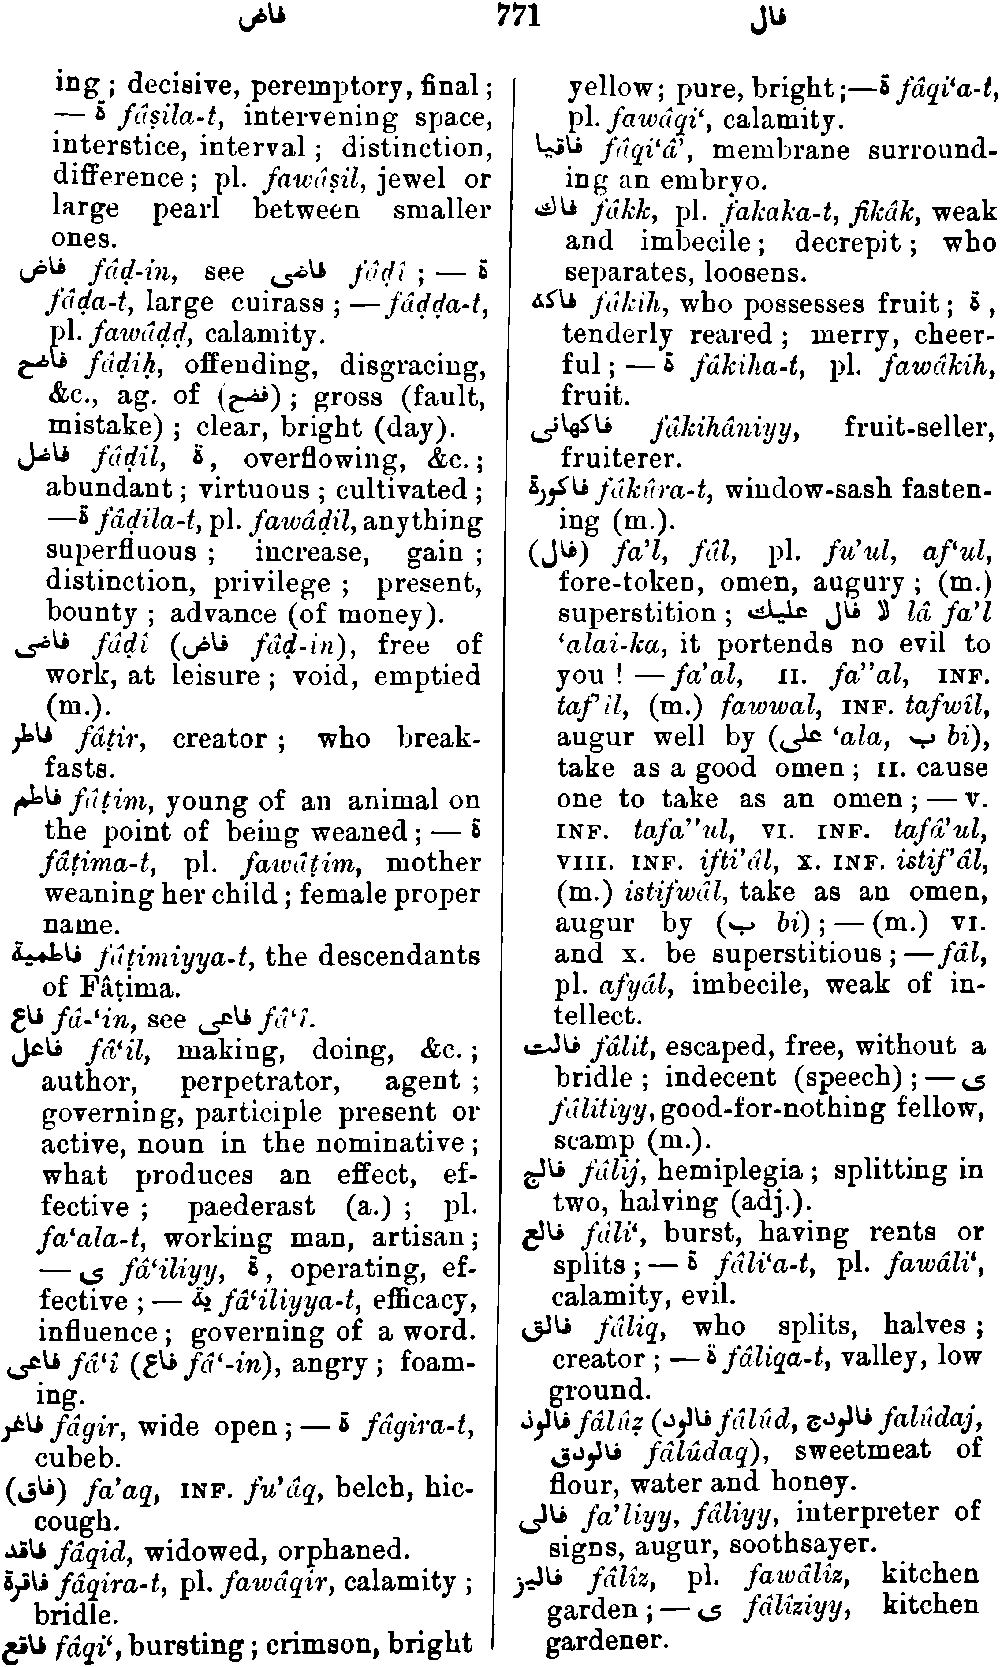 فاض 771 فال
ing; decisive, peremptory, final;
— ة fâṣila-t, intervening space,
interstice, interval; distinction,
difference; pl. fawâṣil, jewel or
large pearl between smaller
ones.
فاض fâḍ-in, see فاضى fâḍî; — ة
fâḍa-t, large cuirass; — fâḍḍa-t,
pl. fawâḍḍ, calamity.
فاضح fâḍiḥ, offending, disgracing,
&c., ag. of (فضح); gross (fault,
mistake); clear, bright (day).
فاضل fâḍil, ة, overflowing, &c.;
abundant; virtuous; cultivated;
—ة fâḍila-t, pl. fawâḍil, anything
superfluous; increase, gain;
distinction, privilege; present,
bounty; advance (of money).
فاضى fâḍî (فاض fâḍ-in), free of
work, at leisure; void, emptied
(m.).
فاطر fâṭir, creator; who break-
fasts.
فاطم fâṭim, young of an animal on
the point of being weaned; — ة
fâṭima-t, pl. fawâṭim, mother
weaning her child; female proper
name.
فاطمية fâṭimiyya-t, the descendants
of Fâṭima.
فاع fâ-‘in, see فاعى fâ‘î.
فاعل fâ‘il, making, doing, &c.;
author, perpetrator, agent;
governing, participle present or
active, noun in the nominative;
what produces an effect, ef-
fective; paederast (a.); pl.
fa‘ala-t, working man, artisan;
— ى fâ‘iliyy, ة, operating, ef-
fective; — ية fâ‘iliyya-t, efficacy,
influence; governing of a word.
فاعى fâ‘î (فاع fâ‘-in), angry; foam-
ing.
فاغر fâgir, wide open; — ة fâgira-t,
cubeb.
(فاق) fa’aq, INF. fu’âq, belch, hic-
cough.
فاقد fâqid, widowed, orphaned.
فاقرة fâqira-t, pl. fawâqir, calamity;
bridle.
فاقع fâqi‘, bursting; crimson, bright
yellow; pure, bright;—ة fâqi‘a-t,
pl. fawâqi‘, calamity.
فاقيا fâqi‘â’, membrane surround-
ing an embryo.
فاك fâkk, pl. fakaka-t, fikâk, weak
and imbecile; decrepit; who
separates, loosens.
فاكه fâkih, who possesses fruit; ة,
tenderly reared; merry, cheer-
ful; — ة fâkiha-t, pl. fawâkih,
fruit.
فاكهانى fâkihâniyy, fruit-seller,
fruiterer.
فاكورة fâkûra-t, window-sash fasten-
ing (m.).
(فال) fa’l, fâl, pl. fu’ul, af‘ul,
fore-token, omen, augury; (m.)
superstition; لا فال عليك lâ fa’l
‘alai-ka, it portends no evil to
you! — fa’al, II. fa’’al, INF.
taf’îl, (m.) fawwal, INF. tafwîl,
augur well by (على ‘ala, ب bi),
take as a good omen; II. cause
one to take as an omen; — V.
INF. tafa’’ul, VI. INF. tafâ’ul,
VIII. INF. ifti’âl, X. INF. istif’âl,
(m.) istifwâl, take as an omen,
augur by (ب bi); — (m.) VI.
and X. be superstitious; — fâl,
pl. afyâl, imbecile, weak of in-
tellect.
فالت fâlit, escaped, free, without a
bridle; indecent (speech); — ى
fâlitiyy, good-for-nothing fellow,
scamp (m.).
فالج fâlij, hemiplegia; splitting in
two, halving (adj.).
فالع fâli‘, burst, having rents or
splits; — ة fâli‘a-t, pl. fawâli‘,
calamity, evil.
فالق fâliq, who splits, halves;
creator; — ة fâliqa-t, valley, low
ground.
فالوذ fâlûẕ (فالود fâlûd, فالودج falûdaj,
فالودق fâlûdaq), sweetmeat of
flour, water and honey.
فالى fa’liyy, fâliyy, interpreter of
signs, augur, soothsayer.
فاليز fâlîz, pl. fawâlîz, kitchen
garden; — ى fâlîziyy, kitchen
gardener.